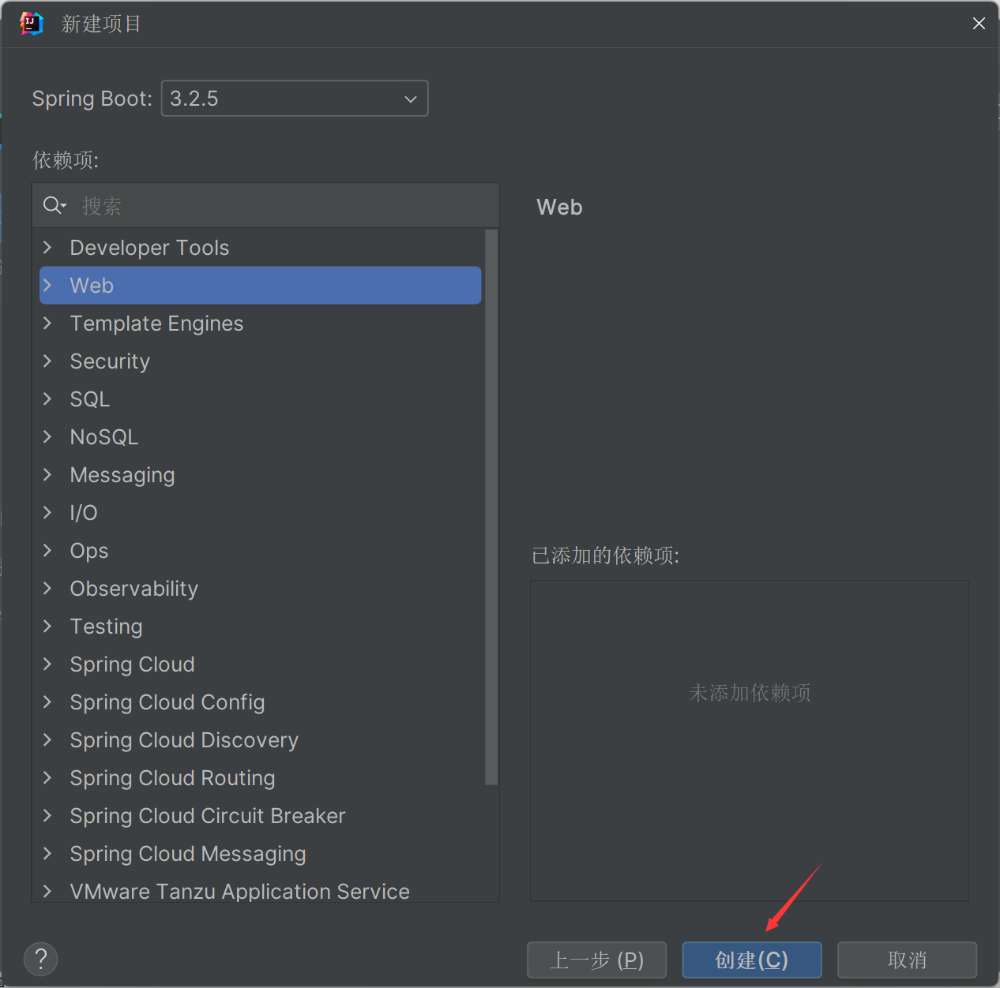 新建项目
Spring Boot: 3.2.5
依赖项:
搜索
Developer Tools
Web
Template Engines
Security
SQL
NoSQL
Messaging
I/O
Ops
Observability
Testing
Spring Cloud
Spring Cloud Config
Spring Cloud Discovery
Spring Cloud Routing
Spring Cloud Circuit Breaker
Spring Cloud Messaging
VMware Tanzu Application Service
Web
已添加的依赖项:
未添加依赖项
?
上一步 (P)
创建(C)
取消